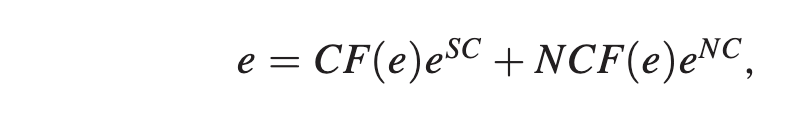 e = CF(e)e^{SC} + NCF(e)e^{NC},